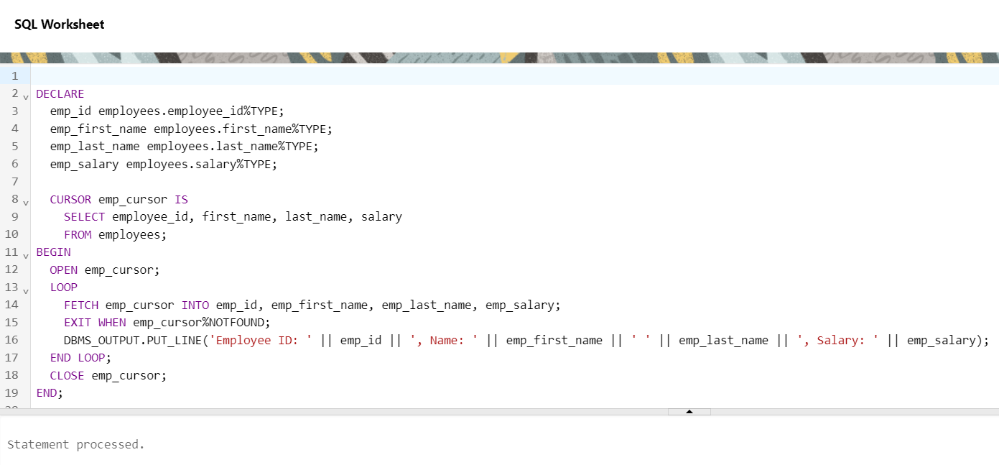 SQL Worksheet
1
2 DECLARE
3 emp_id employees.employee_id%TYPE;
4 emp_first_name employees.first_name%TYPE;
5 emp_last_name employees.last_name%TYPE;
6 emp_salary employees.salary%TYPE;
7
8 CURSOR emp_cursor IS
9 SELECT employee_id, first_name, last_name, salary
10 FROM employees;
11 BEGIN
12 OPEN emp_cursor;
13 LOOP
14 FETCH emp_cursor INTO emp_id, emp_first_name, emp_last_name, emp_salary;
15 EXIT WHEN emp_cursor%NOTFOUND;
16 DBMS_OUTPUT.PUT_LINE('Employee ID: ' || emp_id || ', Name: ' || emp_first_name || ' ' || emp_last_name || ', Salary: ' || emp_salary);
17 END LOOP;
18 CLOSE emp_cursor;
19 END;
Statement processed.